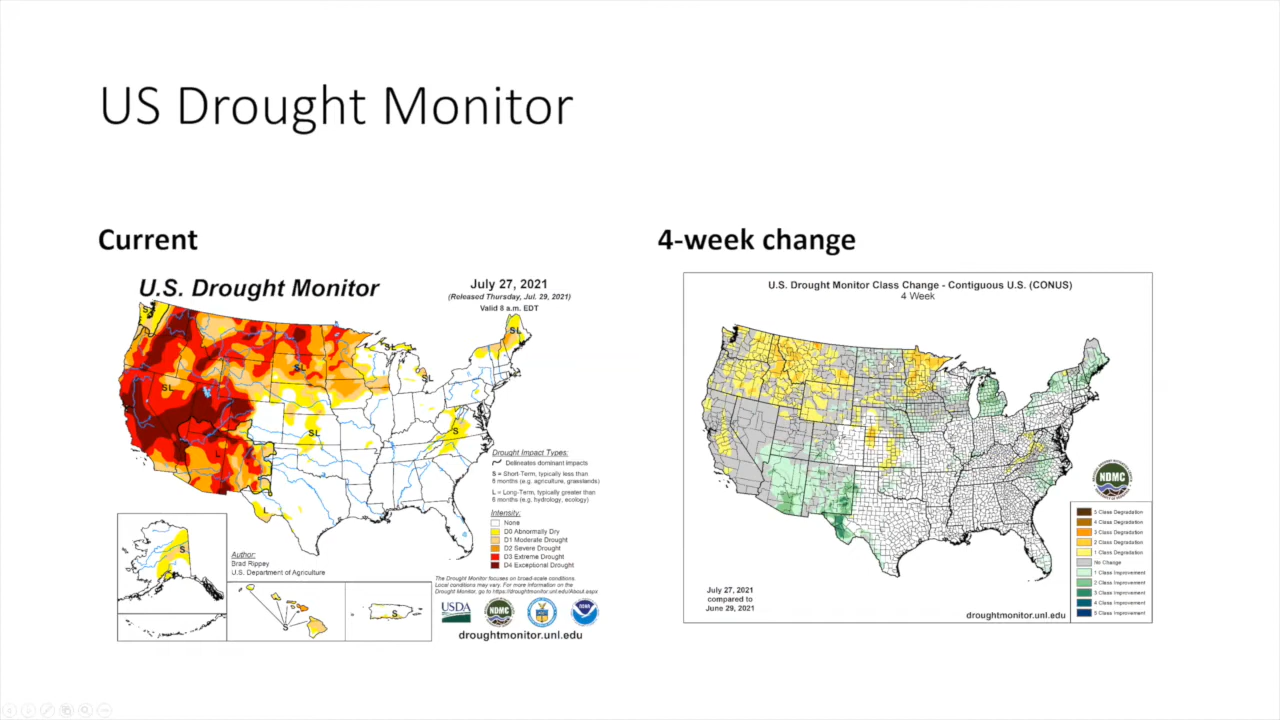 US Drought Monitor
Current
U.S. Drought Monitor
July 27, 2021
(Released Thursday, Jul. 29, 2021)
Valid 8 a.m. EDT
S
SL
SL
SL
SL
SL
SL
S
L
Drought Impact Types:
Delineates dominant impacts
S = Short-Term, typically less than
6 months (e.g. agriculture, grasslands)
L = Long-Term, typically greater than
6 months (e.g. hydrology, ecology)
Intensity:
None
D0 Abnormally Dry
D1 Moderate Drought
D2 Severe Drought
D3 Extreme Drought
D4 Exceptional Drought
S
Author:
Brad Rippey
U.S. Department of Agriculture
S
S
The Drought Monitor focuses on broad-scale conditions.
Local conditions may vary. For more information on the
Drought Monitor, go to https://droughtmonitor.unl.edu/About.aspx
USDA
NDMC
NOAA
droughtmonitor.unl.edu
4-week change
U.S. Drought Monitor Class Change - Contiguous U.S. (CONUS)
4 Week
NDMC
5 Class Degradation
4 Class Degradation
3 Class Degradation
2 Class Degradation
1 Class Degradation
No Change
1 Class Improvement
2 Class Improvement
3 Class Improvement
4 Class Improvement
5 Class Improvement
July 27, 2021
compared to
June 29, 2021
droughtmonitor.unl.edu